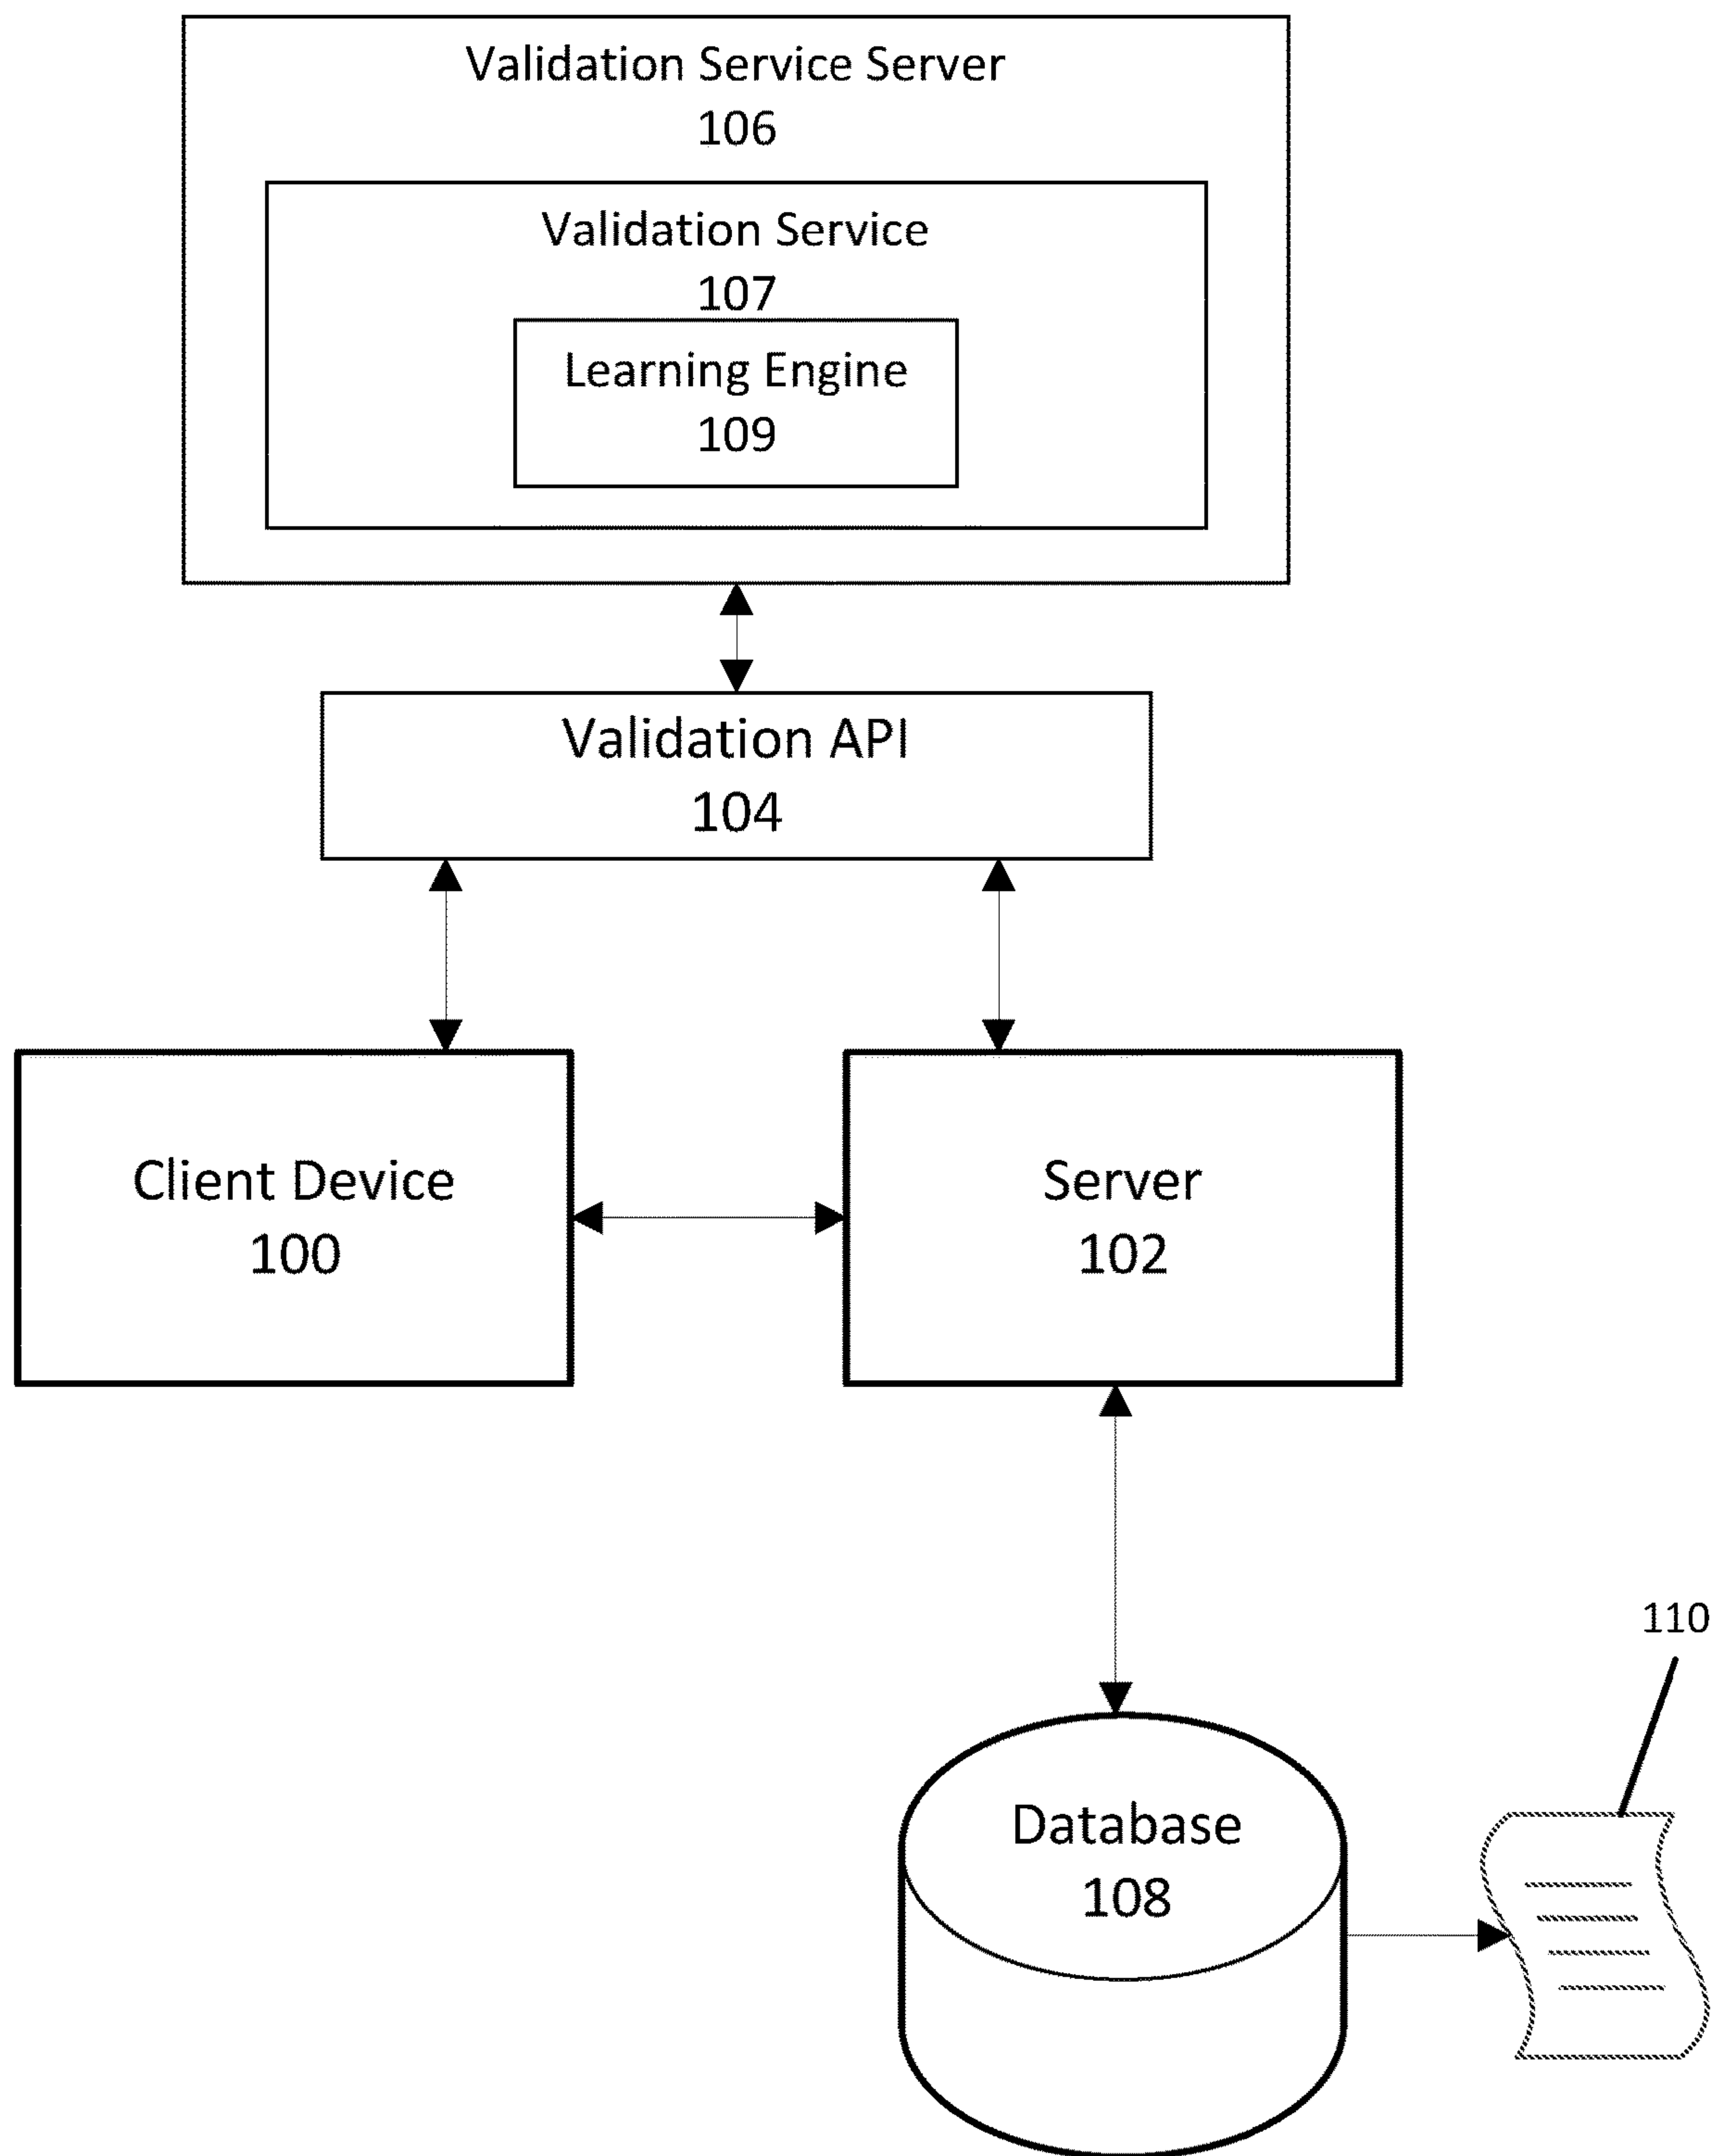 Validation Service Server
106
Validation Service
107
Learning Engine
109
Validation API
104
Client Device
100
Server
102
110
Database
108